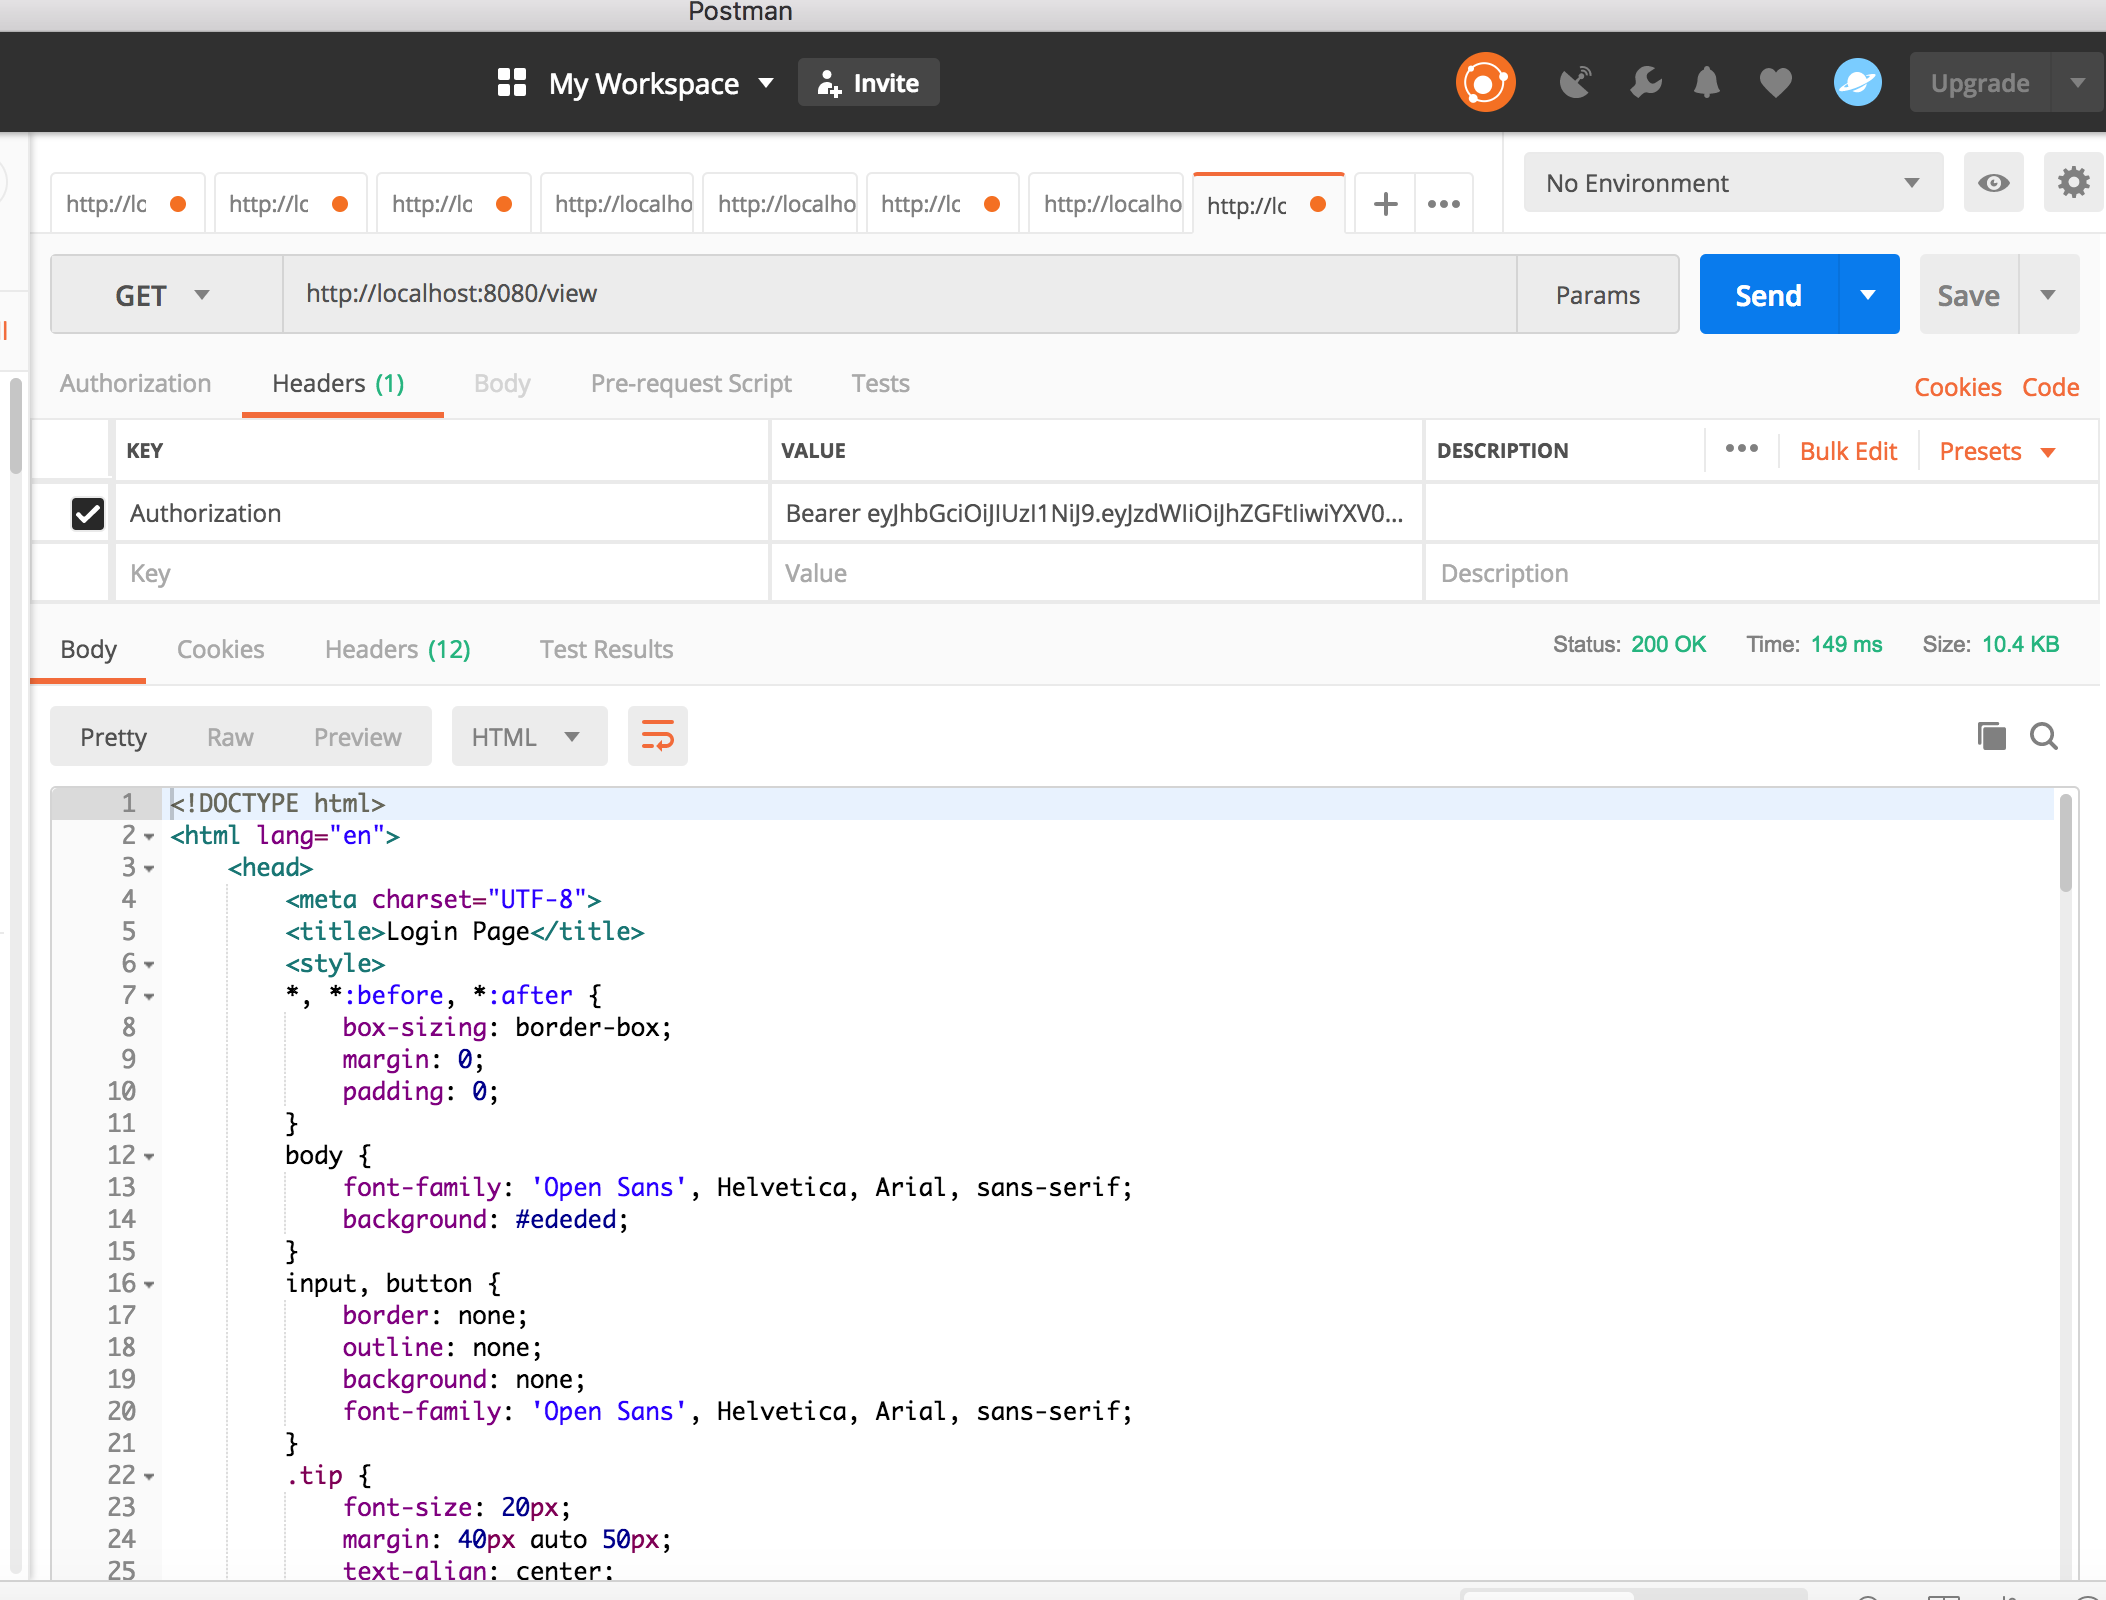 Postman
My Workspace
Invite
Upgrade
http://lc
http://lc
http://lc
http://localho
http://localho
http://lc
http://localho
http://lc
No Environment
GET
http://localhost:8080/view
Params
Send
Save
Authorization
Headers (1)
Body
Pre-request Script
Tests
Cookies
Code
KEY
VALUE
DESCRIPTION
Bulk Edit
Presets
Authorization
Bearer eyJhbGciOiJIUzI1NiJ9.eyJzdWIiOiJhZGFtIiwiYXV0...
Key
Value
Description
Body
Cookies
Headers (12)
Test Results
Status: 200 OK
Time: 149 ms
Size: 10.4 KB
Pretty
Raw
Preview
HTML
1 <!DOCTYPE html>
2 <html lang="en">
3 <head>
4 <meta charset="UTF-8">
5 <title>Login Page</title>
6 <style>
7 *, *:before, *:after {
8 box-sizing: border-box;
9 margin: 0;
10 padding: 0;
11 }
12 body {
13 font-family: 'Open Sans', Helvetica, Arial, sans-serif;
14 background: #ededed;
15 }
16 input, button {
17 border: none;
18 outline: none;
19 background: none;
20 font-family: 'Open Sans', Helvetica, Arial, sans-serif;
21 }
22 .tip {
23 font-size: 20px;
24 margin: 40px auto 50px;
25 text-align: center;